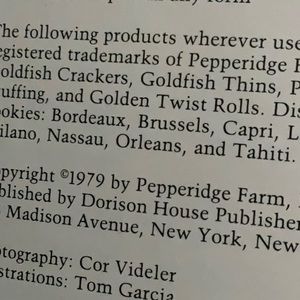 The following products wherever use
egistered trademarks of Pepperidge F
oldfish Crackers, Goldfish Thins, P
uffing, and Golden Twist Rolls. Dis
ookies: Bordeaux, Brussels, Capri, L
ilano, Nassau, Orleans, and Tahiti.
opyright ©1979 by Pepperidge Farm, I
ublished by Dorison House Publisher
Madison Avenue, New York, New
otography: Cor Videler
strations: Tom Garcia